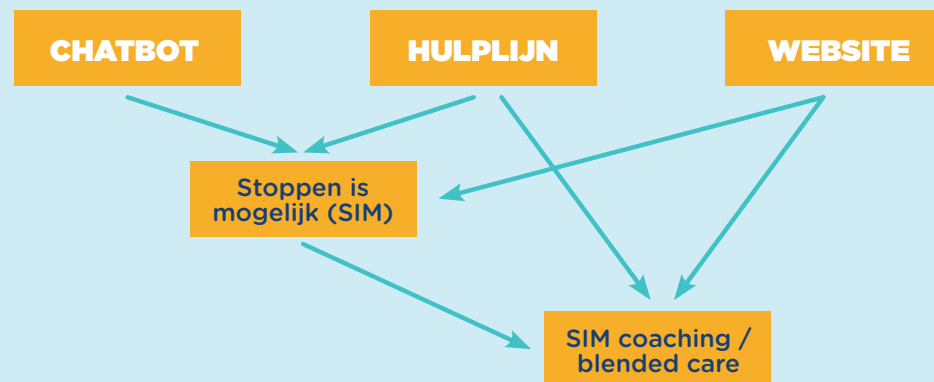 CHATBOT
HULPLIJN
WEBSITE
Stoppen is
mogelijk (SIM)
SIM coaching /
blended care